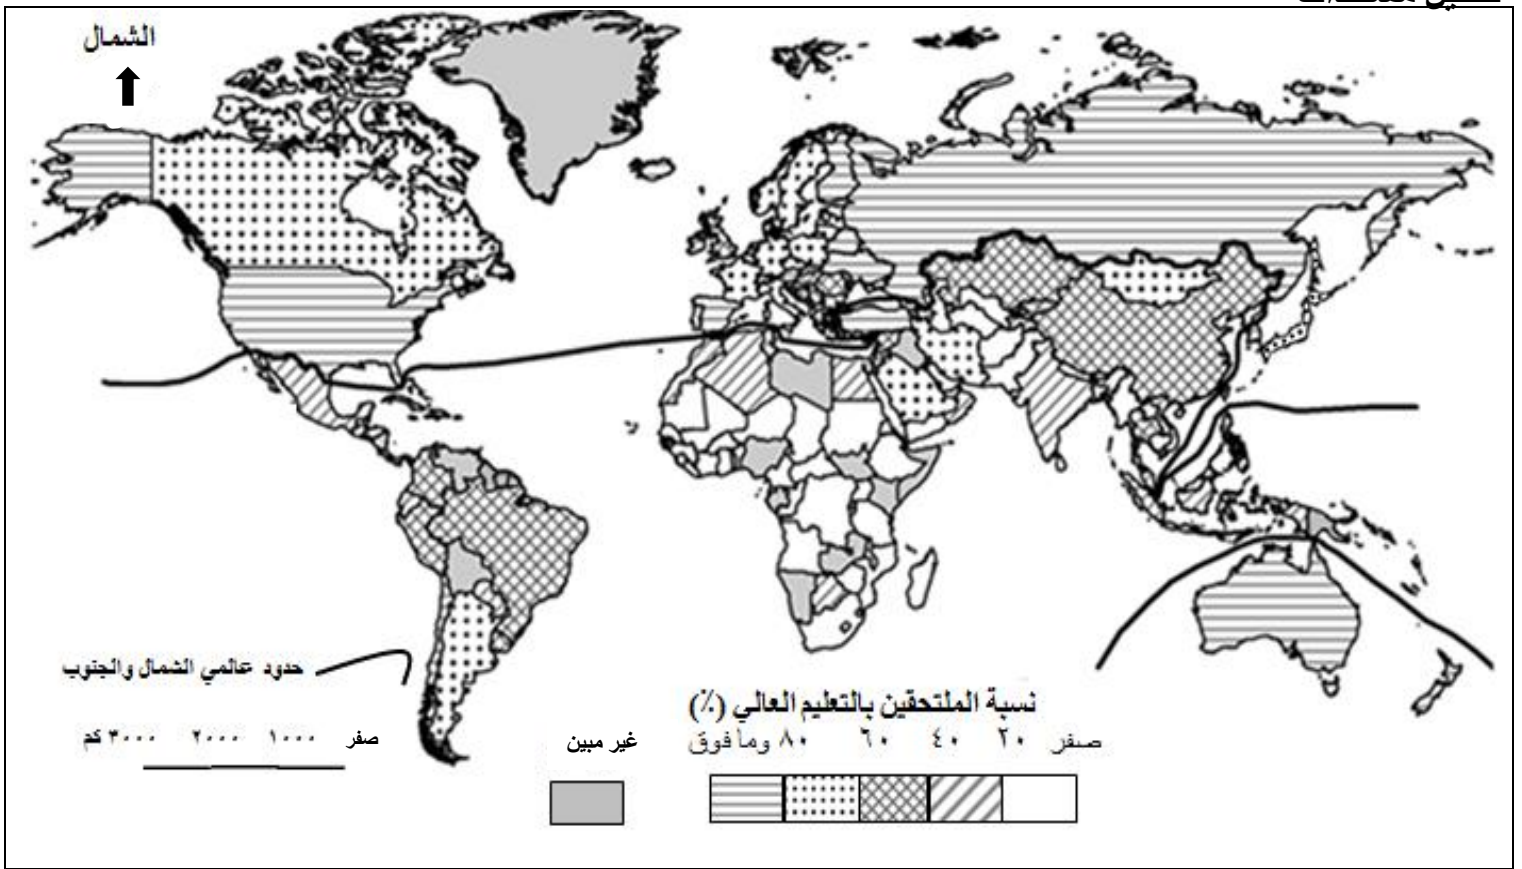 الشمال
حدود عالمي الشمال والجنوب
صفر ١٠٠٠ ٢٠٠٠ ٣٠٠٠ كم
غير مبين
نسبة الملتحقين بالتعليم العالي (٪)
صفر ٢٠ ٤٠ ٦٠ ٨٠ وما فوق